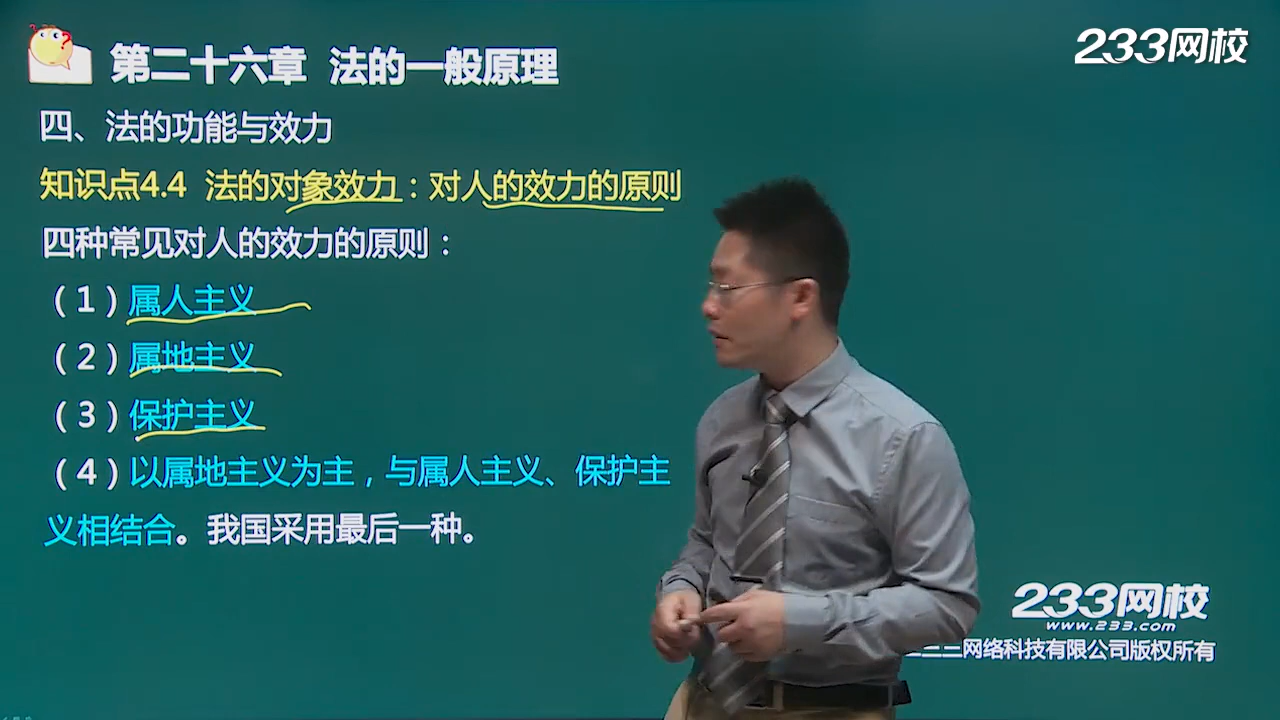 233网校
第二十六章 法的一般原理
四、法的功能与效力
知识点4.4 法的对象效力：对人的效力的原则
四种常见对人的效力的原则：
（1）属人主义
（2）属地主义
（3）保护主义
（4）以属地主义为主，与属人主义、保护主
义相结合。我国采用最后一种。
233网校
www.233.com
二三三网络科技有限公司版权所有